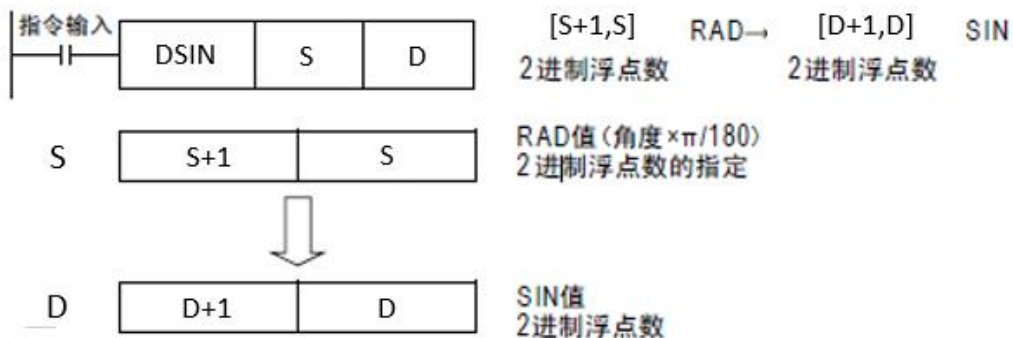 指令输入
DSIN S D
[S+1,S] RAD→ [D+1,D] SIN
2进制浮点数 2进制浮点数
S S+1 S
RAD值(角度×π/180)
2进制浮点数的指定
D D+1 D
SIN值
2进制浮点数